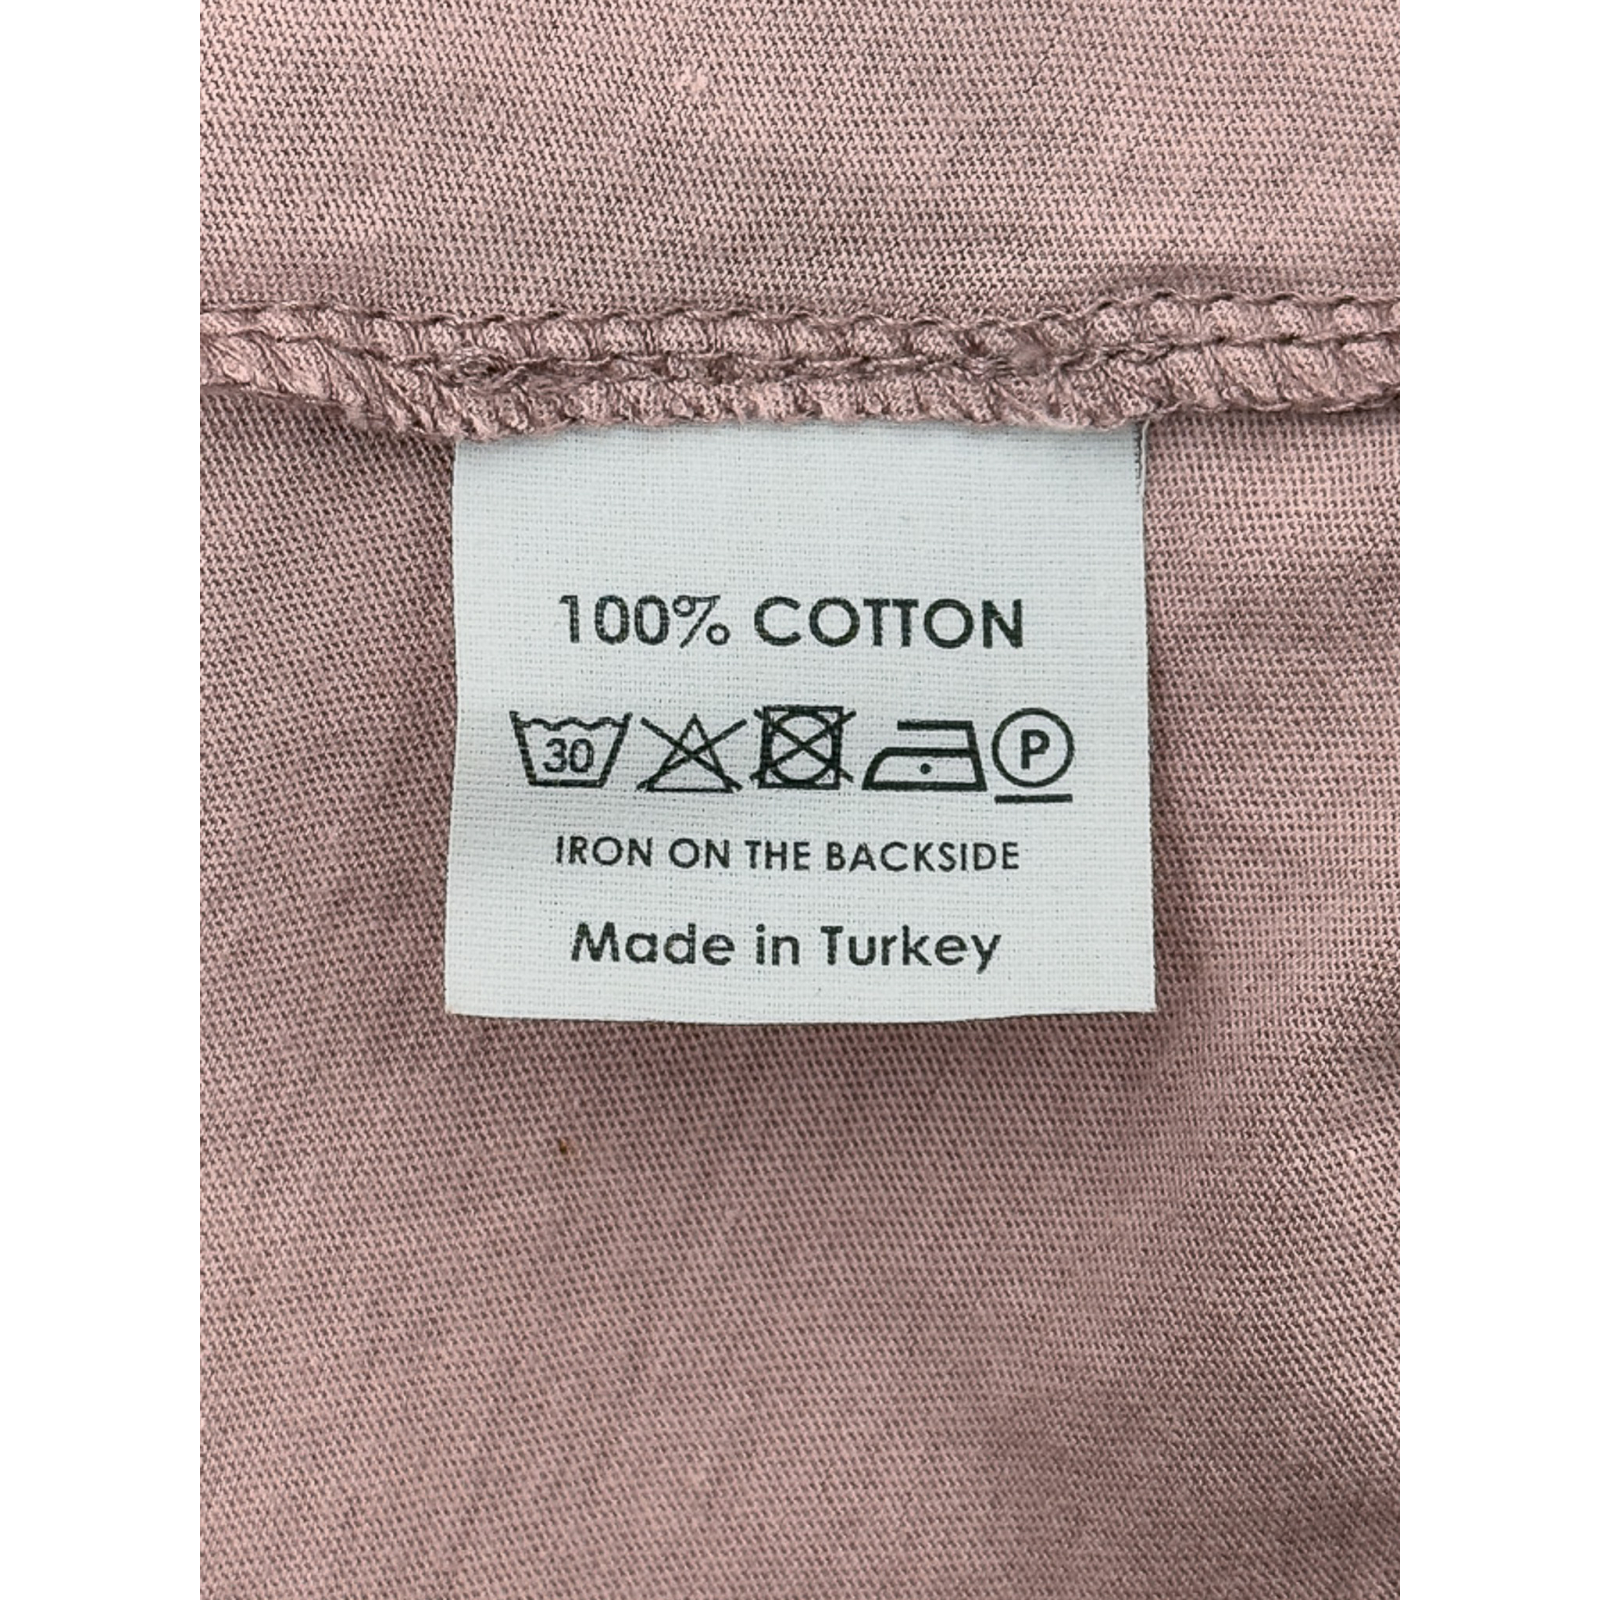 100% COTTON
30 P
IRON ON THE BACKSIDE
Made in Turkey